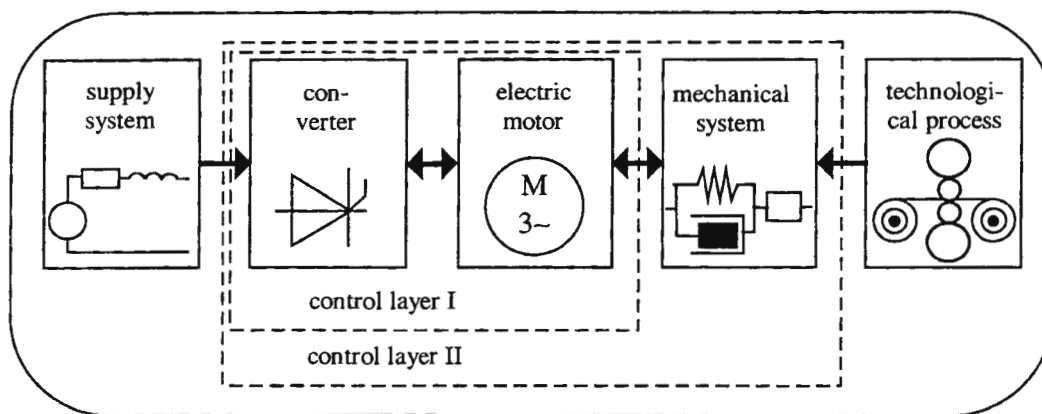 supply
system
con-
verter
electric
motor
M
3~
mechanical
system
technologi-
cal process
control layer I
control layer II